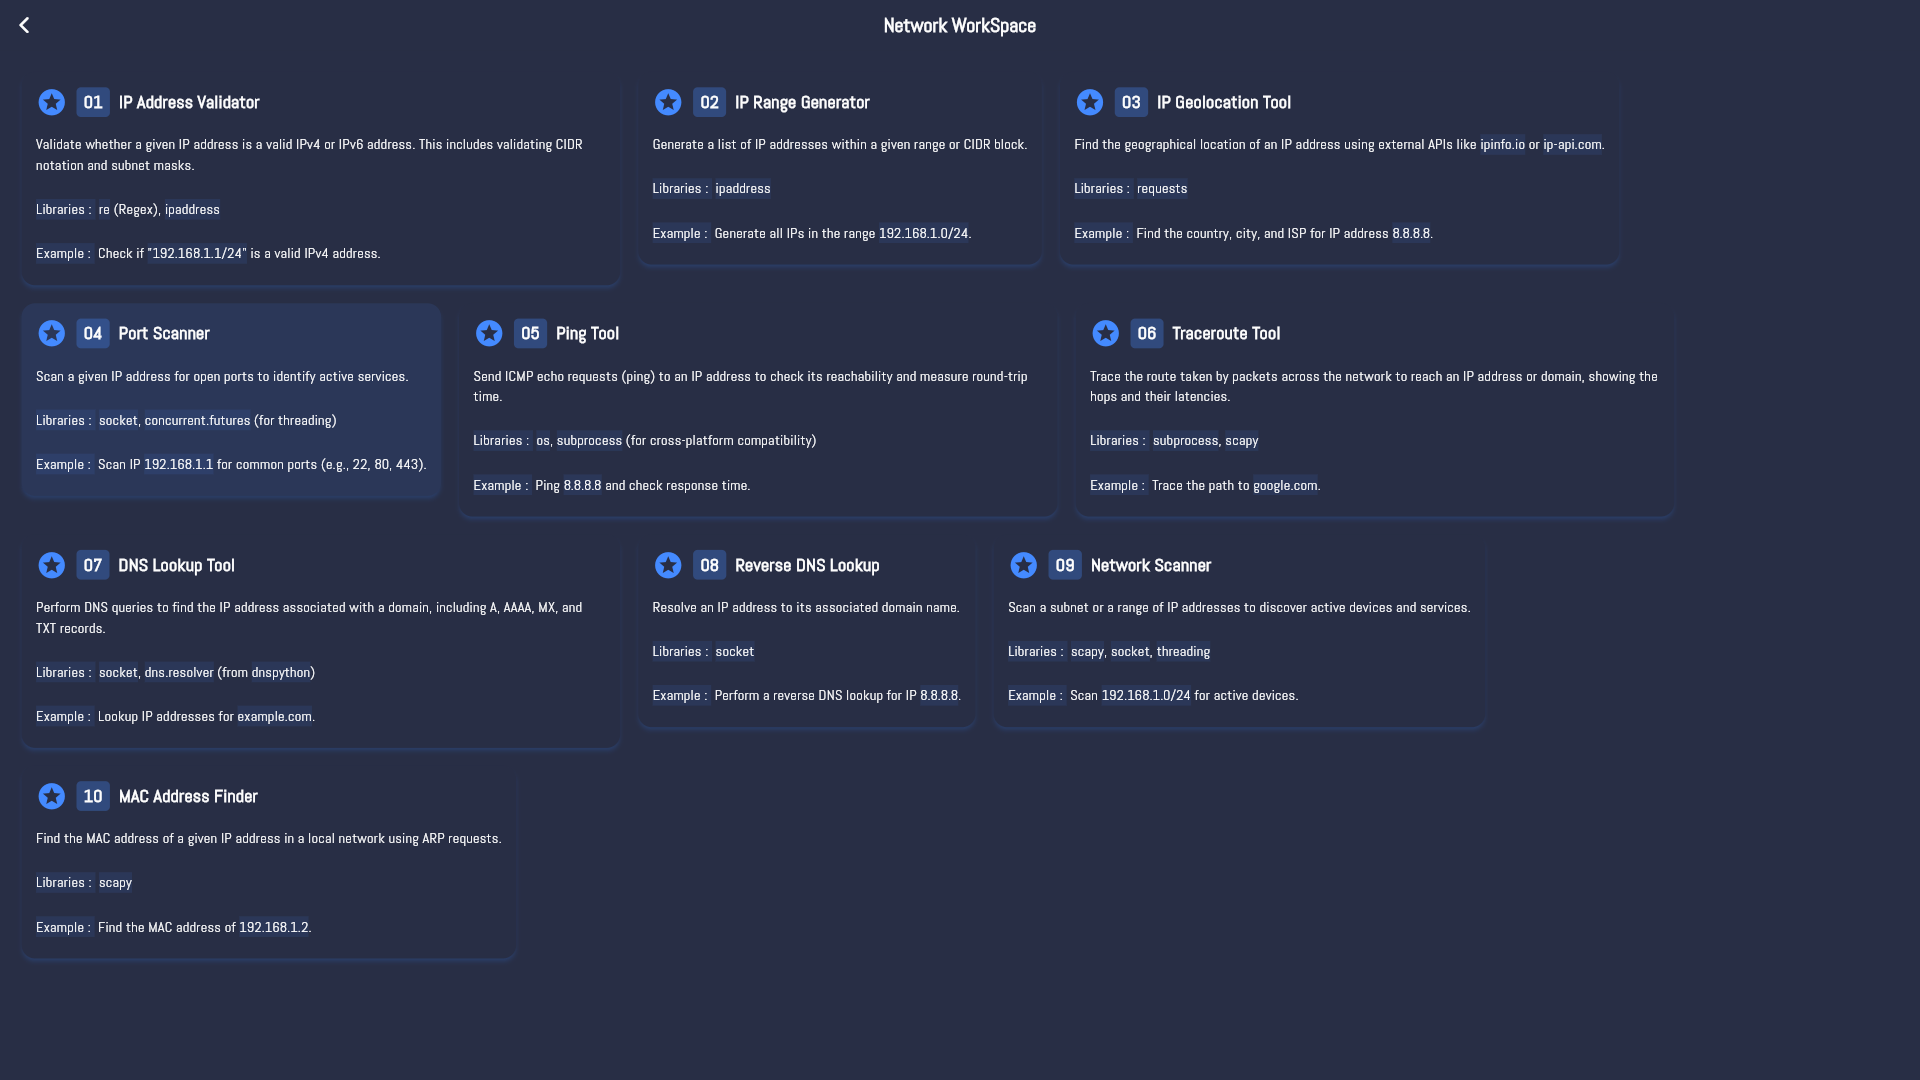 Network WorkSpace
01 IP Address Validator
Validate whether a given IP address is a valid IPv4 or IPv6 address. This includes validating CIDR
notation and subnet masks.
Libraries : re (Regex), ipaddress
Example : Check if "192.168.1.1/24" is a valid IPv4 address.
02 IP Range Generator
Generate a list of IP addresses within a given range or CIDR block.
Libraries : ipaddress
Example : Generate all IPs in the range 192.168.1.0/24.
03 IP Geolocation Tool
Find the geographical location of an IP address using external APIs like ipinfo.io or ip-api.com.
Libraries : requests
Example : Find the country, city, and ISP for IP address 8.8.8.8.
04 Port Scanner
Scan a given IP address for open ports to identify active services.
Libraries : socket, concurrent.futures (for threading)
Example : Scan IP 192.168.1.1 for common ports (e.g., 22, 80, 443).
05 Ping Tool
Send ICMP echo requests (ping) to an IP address to check its reachability and measure round-trip
time.
Libraries : os, subprocess (for cross-platform compatibility)
Example : Ping 8.8.8.8 and check response time.
06 Traceroute Tool
Trace the route taken by packets across the network to reach an IP address or domain, showing the
hops and their latencies.
Libraries : subprocess, scapy
Example : Trace the path to google.com.
07 DNS Lookup Tool
Perform DNS queries to find the IP address associated with a domain, including A, AAAA, MX, and
TXT records.
Libraries : socket, dns.resolver (from dnspython)
Example : Lookup IP addresses for example.com.
08 Reverse DNS Lookup
Resolve an IP address to its associated domain name.
Libraries : socket
Example : Perform a reverse DNS lookup for IP 8.8.8.8.
09 Network Scanner
Scan a subnet or a range of IP addresses to discover active devices and services.
Libraries : scapy, socket, threading
Example : Scan 192.168.1.0/24 for active devices.
10 MAC Address Finder
Find the MAC address of a given IP address in a local network using ARP requests.
Libraries : scapy
Example : Find the MAC address of 192.168.1.2.